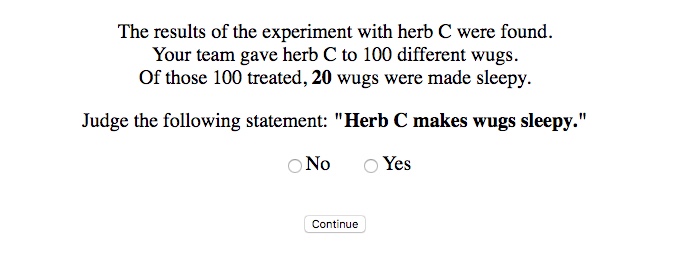 The results of the experiment with herb C were found.
Your team gave herb C to 100 different wugs.
Of those 100 treated, 20 wugs were made sleepy.
Judge the following statement: "Herb C makes wugs sleepy."
No Yes
Continue